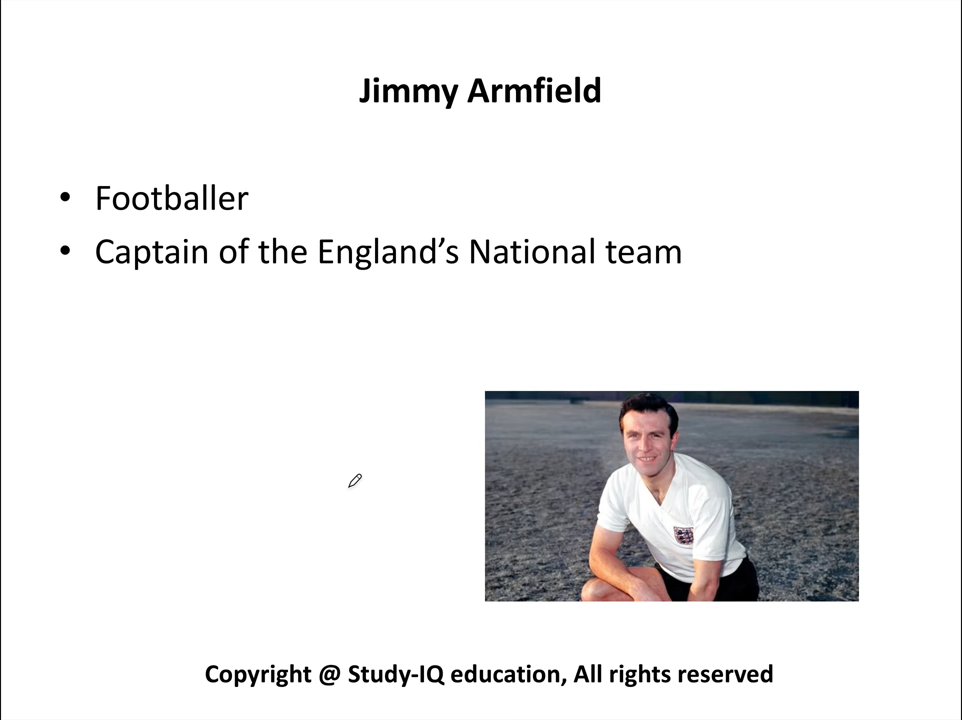 Jimmy Armfield
• Footballer
• Captain of the England’s National team
Copyright @ Study-IQ education, All rights reserved